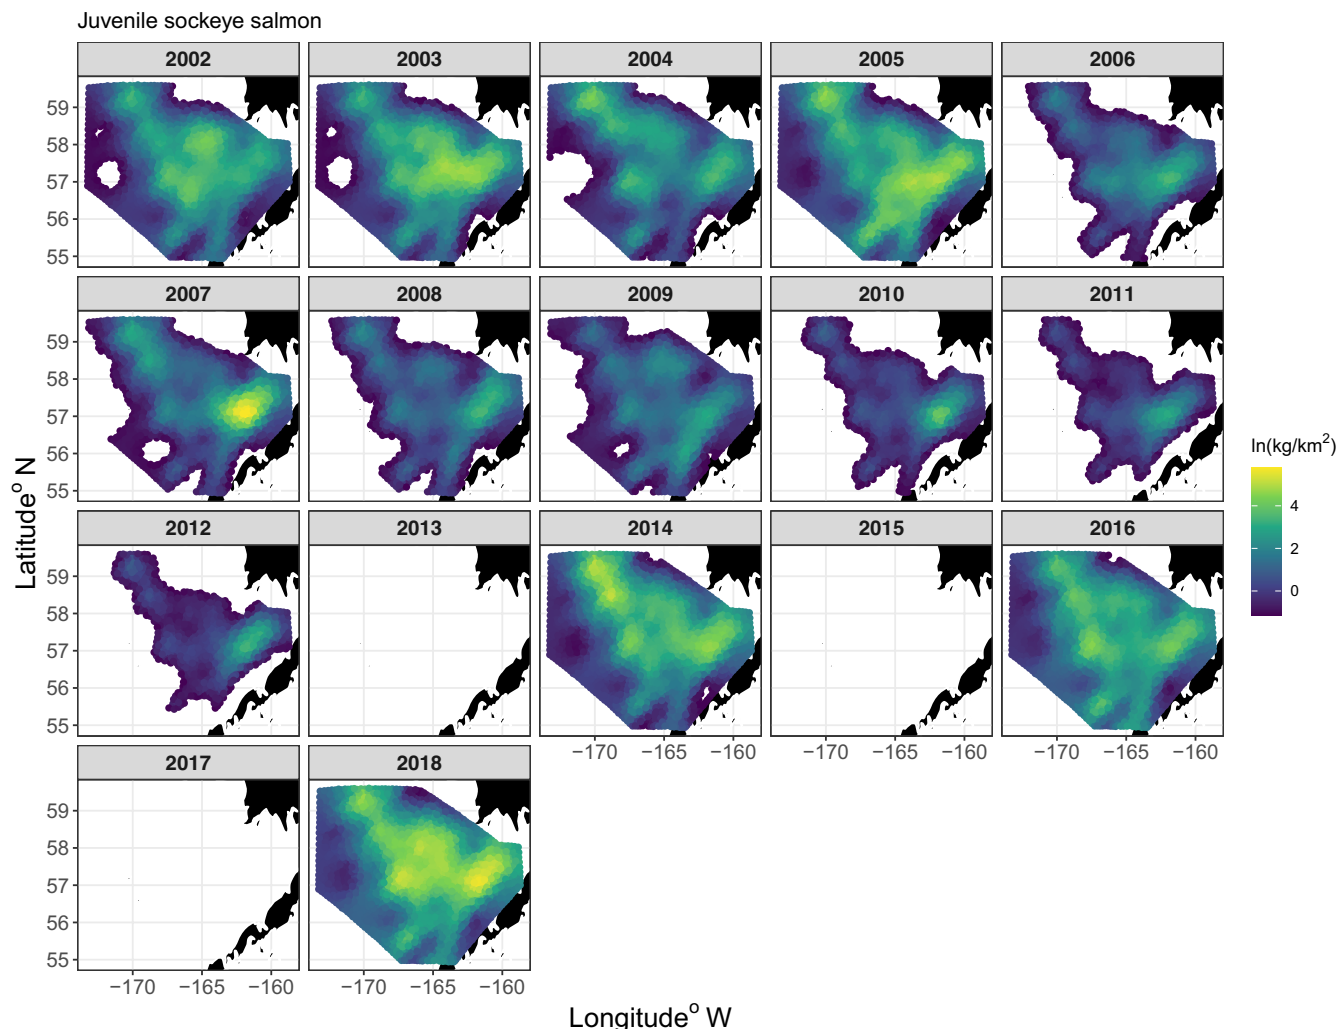 Juvenile sockeye salmon
2002 2003 2004 2005 2006
59
58
57
56
55
2007 2008 2009 2010 2011
59
58
57
56
55
2012 2013 2014 2015 2016
59
58
57
56
55
−170 −165 −160 −170 −165 −160 −170 −165 −160
2017 2018
59
58
57
56
55
−170 −165 −160 −170 −165 −160
Latitude° N
Longitude° W
ln(kg/km²)
4
2
0